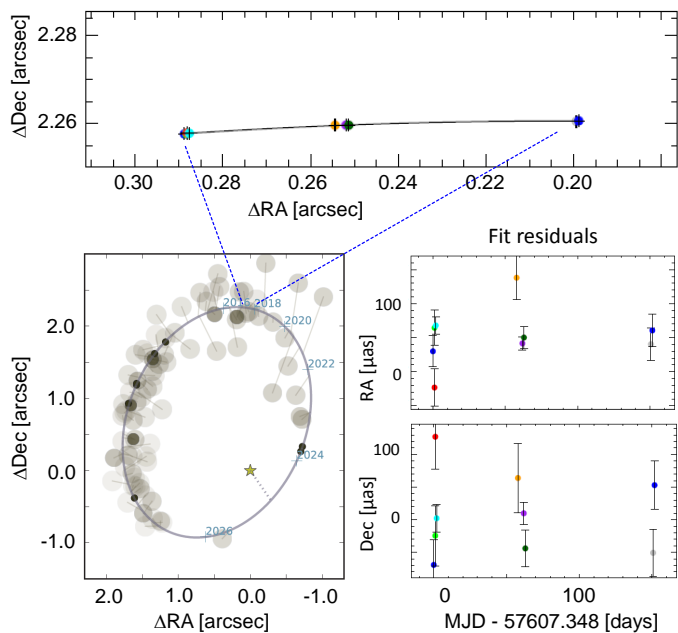 2.28
2.26
ΔDec [arcsec]
0.30 0.28 0.26 0.24 0.22 0.20
ΔRA [arcsec]
2.0
1.0
0.0
-1.0
ΔDec [arcsec]
2016 2018
2020
2022
2024
2026
2.0 1.0 0.0 -1.0
ΔRA [arcsec]
Fit residuals
100
0
RA [µas]
100
0
Dec [µas]
0 100
MJD - 57607.348 [days]